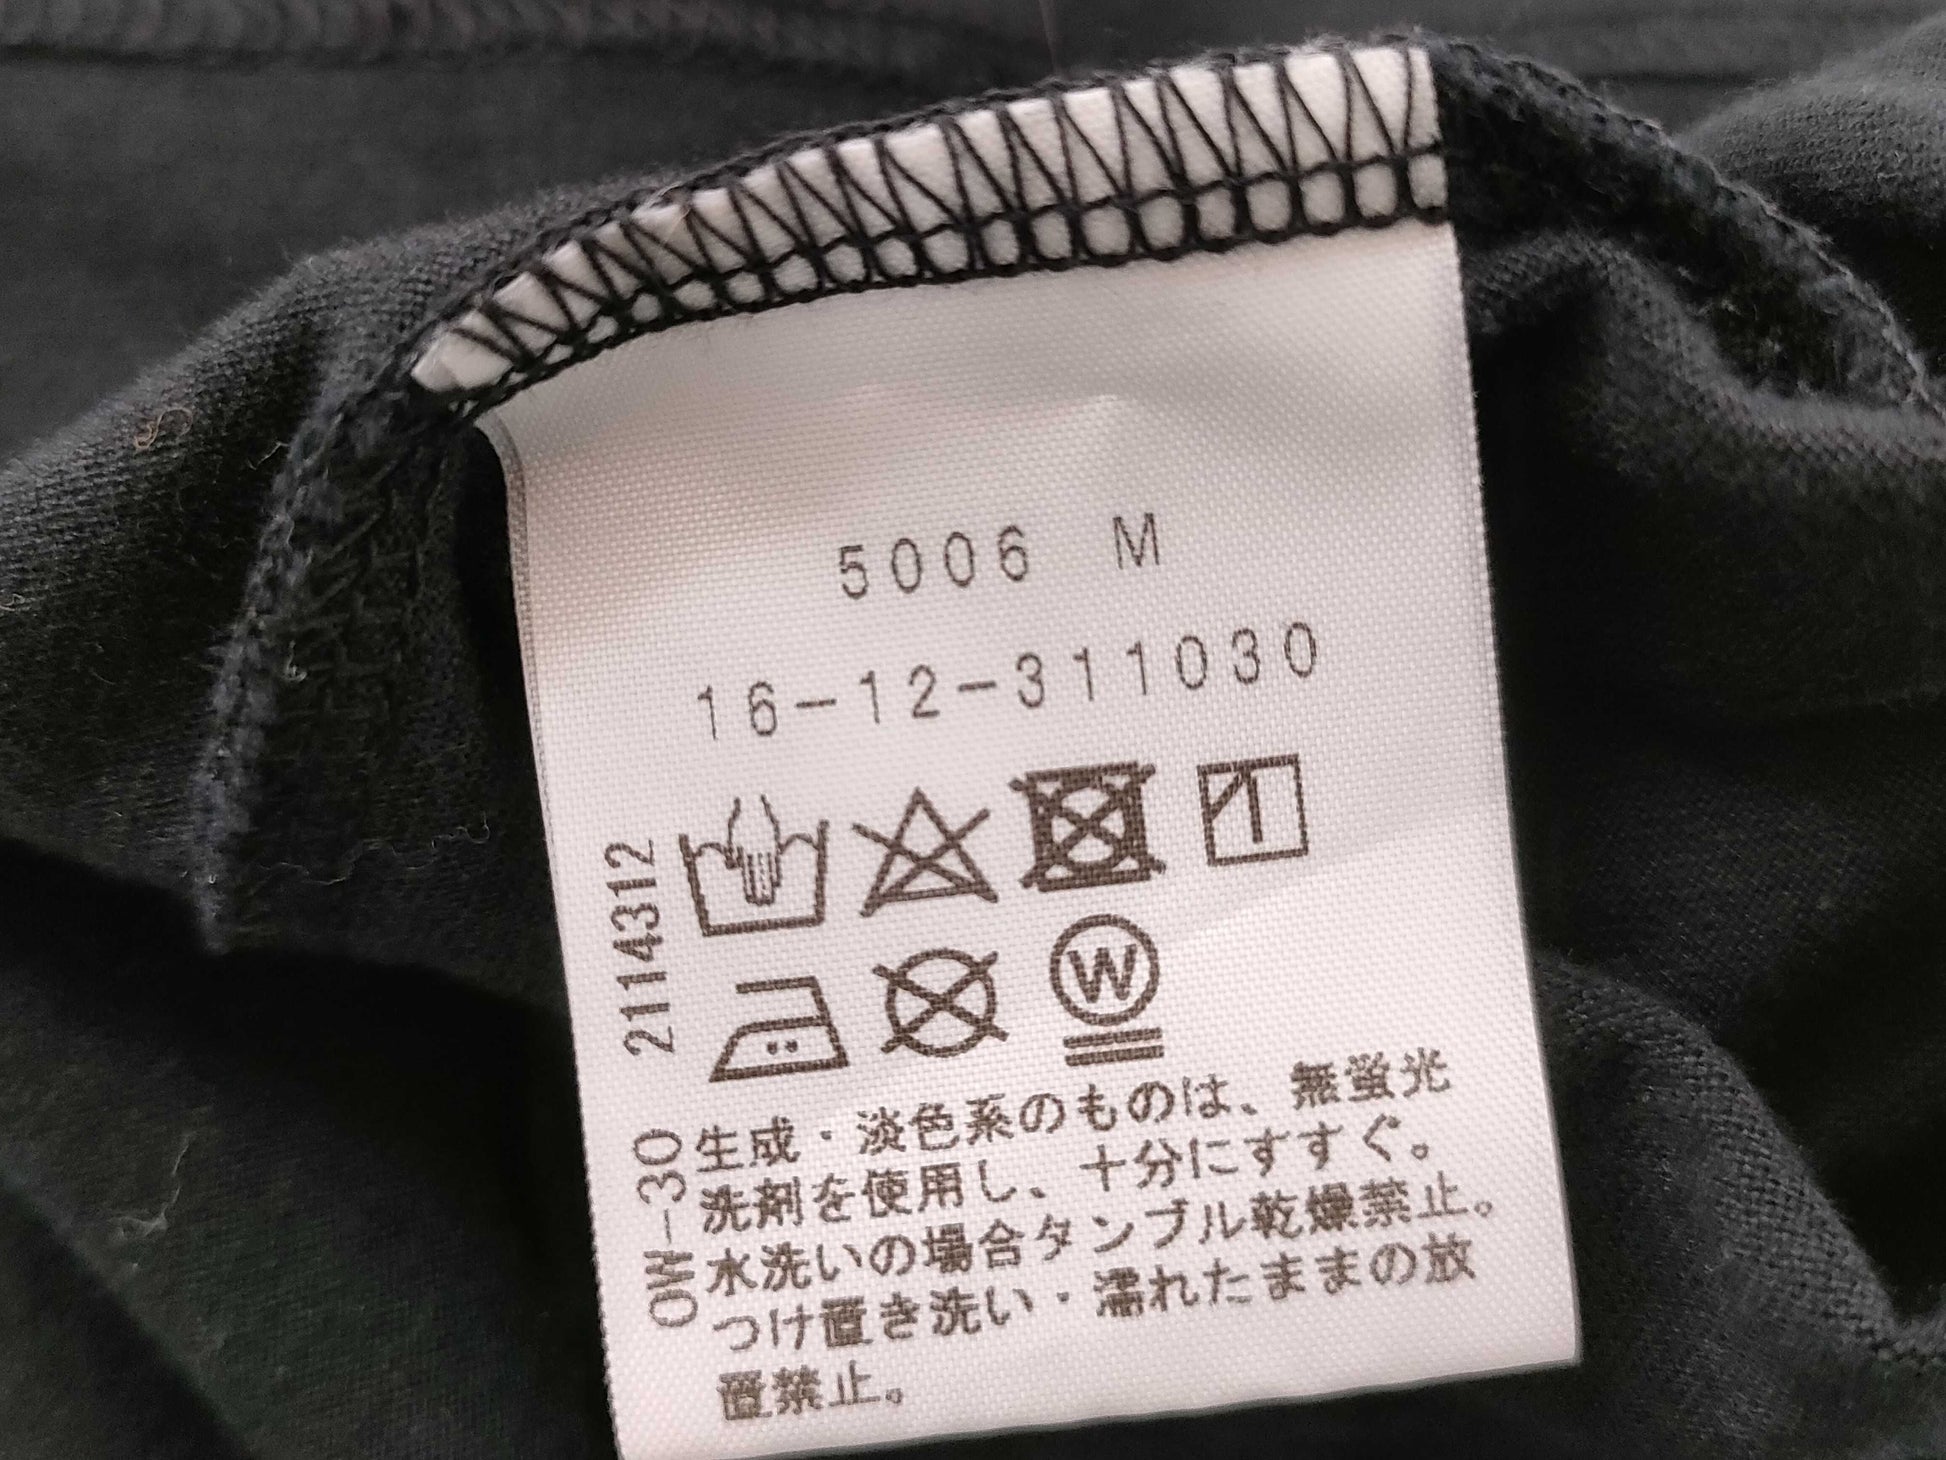 5006 M
16-12-311030
2114312
W
OW-30
生成・淡色系のものは、無蛍光
洗剤を使用し、十分にすすぐ。
水洗いの場合タンブル乾燥禁止。
つけ置き洗い・濡れたままの放
置禁止。